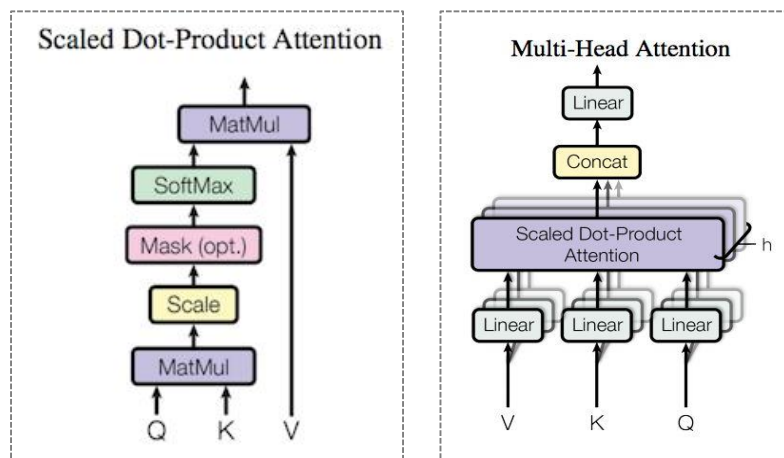 Scaled Dot-Product Attention
MatMul
SoftMax
Mask (opt.)
Scale
MatMul
Q K V
Multi-Head Attention
Linear
Concat
Scaled Dot-Product
Attention
h
Linear Linear Linear
V K Q